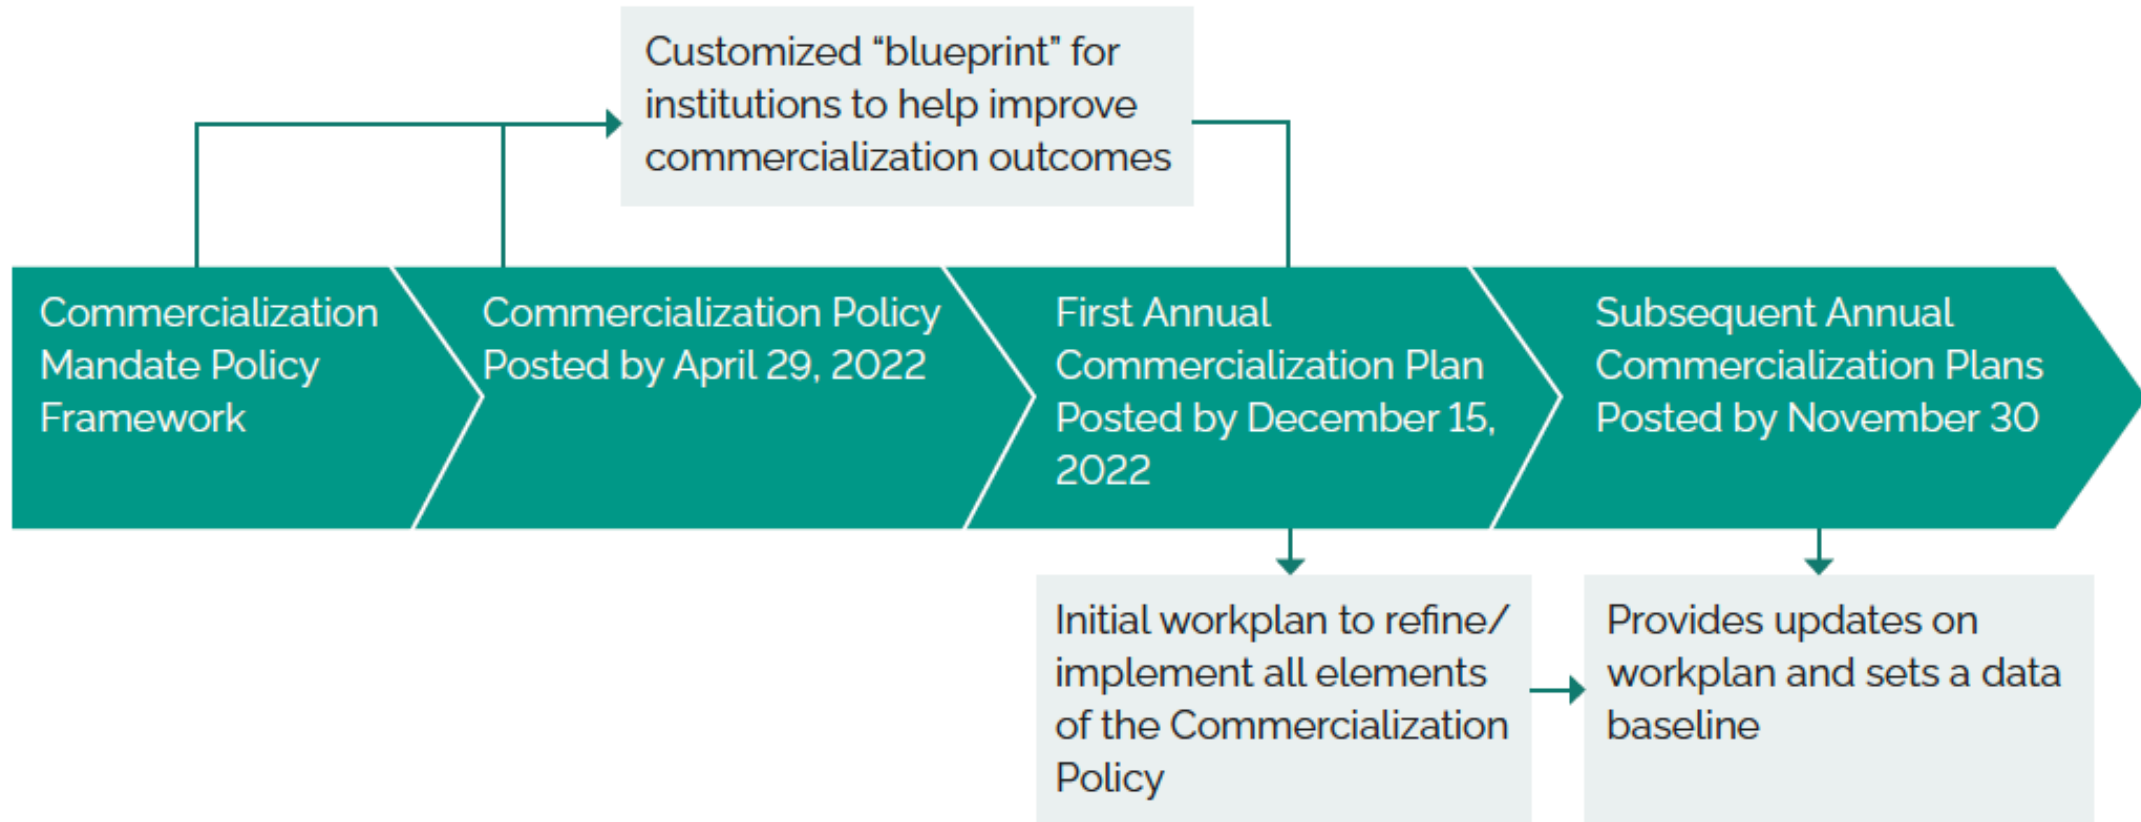 Customized “blueprint” for
institutions to help improve
commercialization outcomes
Commercialization
Mandate Policy
Framework
Commercialization Policy
Posted by April 29, 2022
First Annual
Commercialization Plan
Posted by December 15,
2022
Subsequent Annual
Commercialization Plans
Posted by November 30
Initial workplan to refine/
implement all elements
of the Commercialization
Policy
Provides updates on
workplan and sets a data
baseline